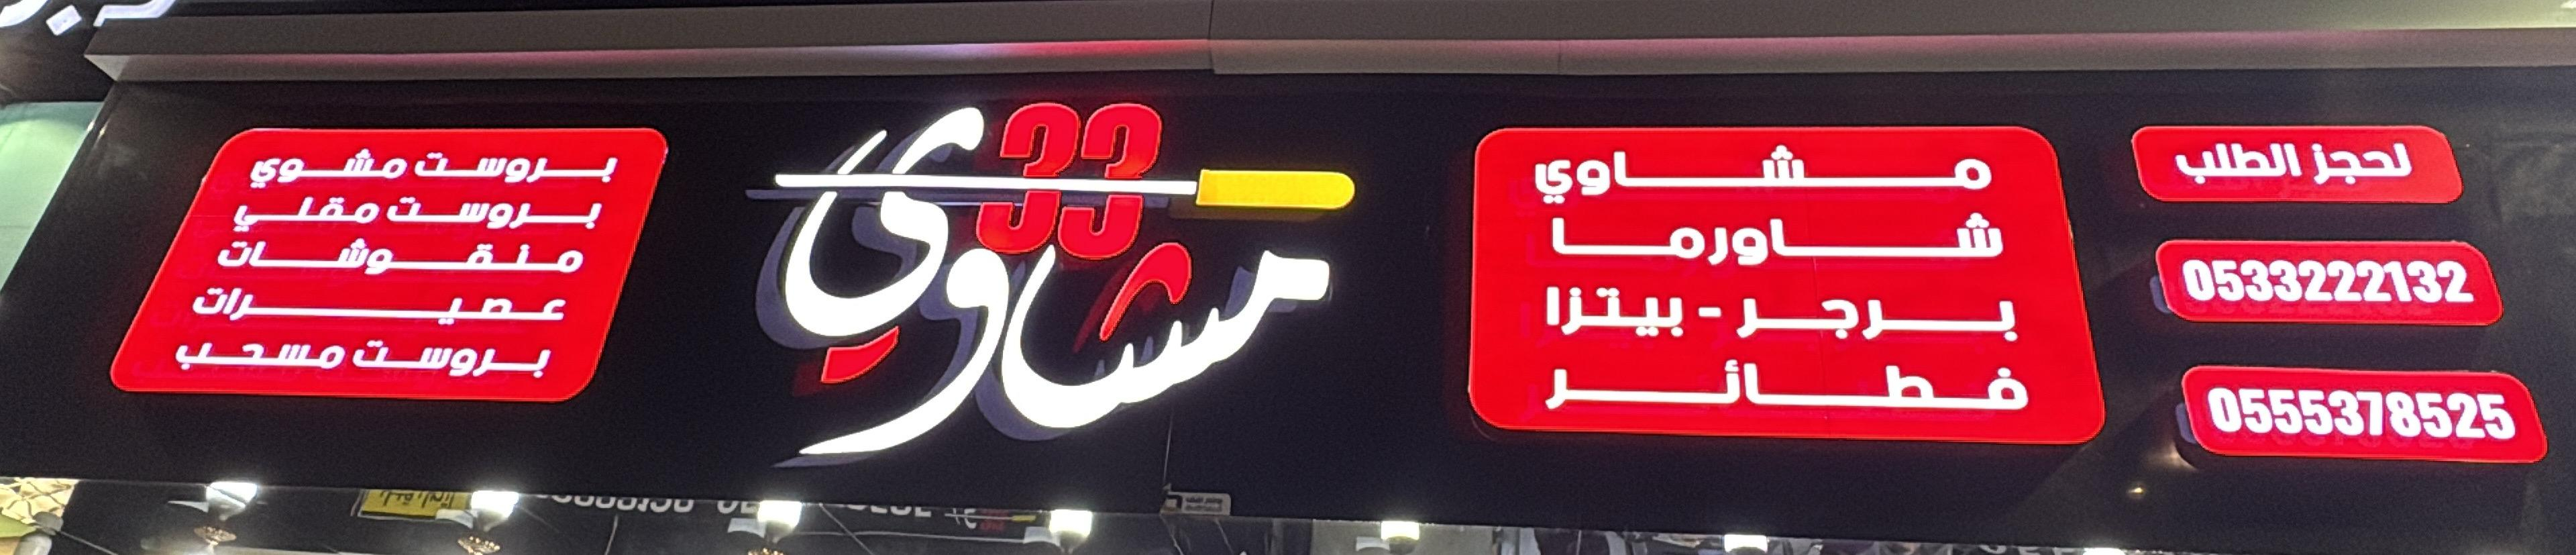 لحجز الطلب
0533222132
0555378525
مشاوي
شاورما
برجر - بيتزا
فطائر
33
مشاوي
بروست مشوي
بروست مقلي
منقوشات
عصيرات
بروست مسحب